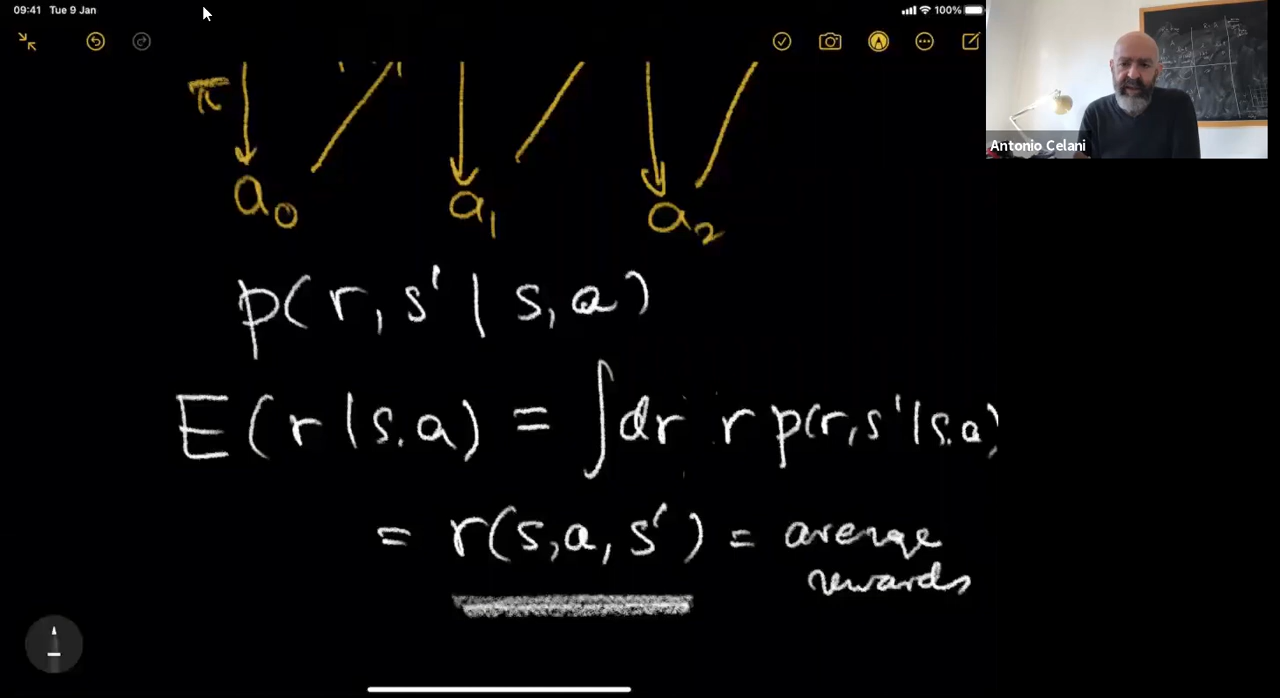 09:41 Tue 9 Jan
100%
Antonio Celani
π
a₀ a₁ a₂
p(r, s' | s, a)
E(r | s.a) = ∫dr r p(r, s' | s.a)
= r(s, a, s') = average
rewards